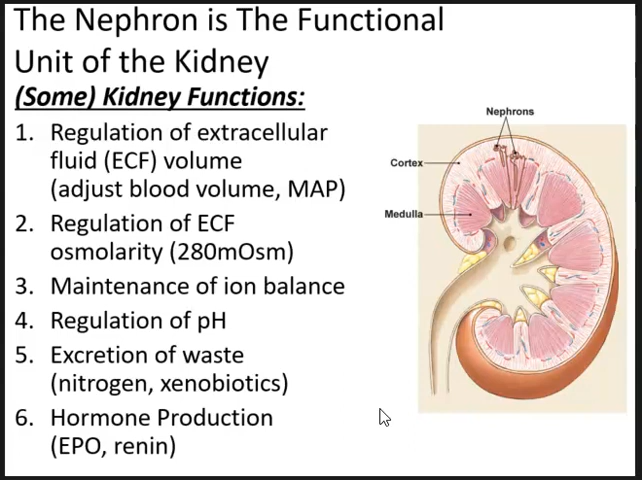 The Nephron is The Functional
Unit of the Kidney
(Some) Kidney Functions:
1. Regulation of extracellular
fluid (ECF) volume
(adjust blood volume, MAP)
2. Regulation of ECF
osmolarity (280mOsm)
3. Maintenance of ion balance
4. Regulation of pH
5. Excretion of waste
(nitrogen, xenobiotics)
6. Hormone Production
(EPO, renin)
Nephrons
Cortex
Medulla